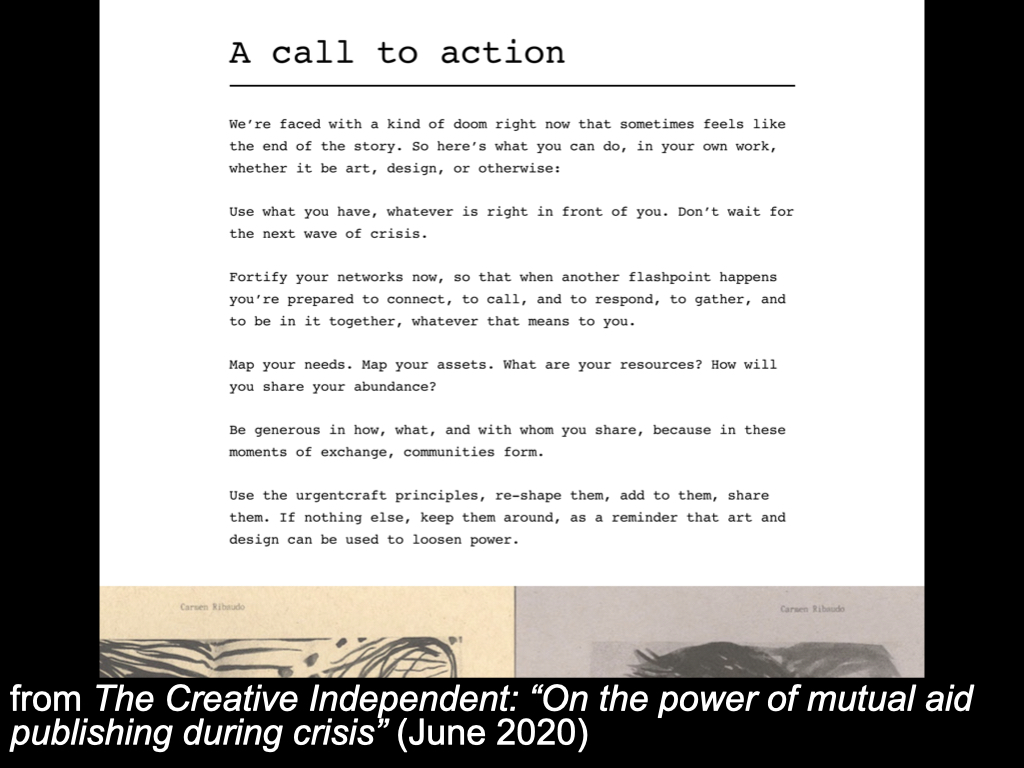 A call to action
We’re faced with a kind of doom right now that sometimes feels like
the end of the story. So here’s what you can do, in your own work,
whether it be art, design, or otherwise:
Use what you have, whatever is right in front of you. Don’t wait for
the next wave of crisis.
Fortify your networks now, so that when another flashpoint happens
you’re prepared to connect, to call, and to respond, to gather, and
to be in it together, whatever that means to you.
Map your needs. Map your assets. What are your resources? How will
you share your abundance?
Be generous in how, what, and with whom you share, because in these
moments of exchange, communities form.
Use the urgentcraft principles, re-shape them, add to them, share
them. If nothing else, keep them around, as a reminder that art and
design can be used to loosen power.
Carsen Ribaudo Carsen Ribaudo
from The Creative Independent: “On the power of mutual aid
publishing during crisis” (June 2020)